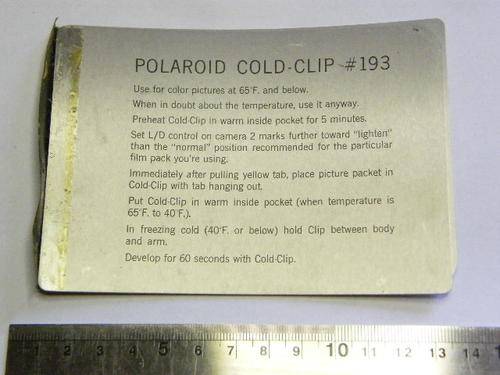 POLAROID COLD-CLIP #193
Use for color pictures at 65°F. and below.
When in doubt about the temperature, use it anyway.
Preheat Cold-Clip in warm inside pocket for 5 minutes.
Set L/D control on camera 2 marks further toward "lighten"
than the "normal" position recommended for the particular
film pack you're using.
Immediately after pulling yellow tab, place picture packet in
Cold-Clip with tab hanging out.
Put Cold-Clip in warm inside pocket (when temperature is
65°F. to 40°F.).
In freezing cold (40°F. or below) hold Clip between body
and arm.
Develop for 60 seconds with Cold-Clip.
1 2 3 4 5 6 7 8 9 10 11 12 13 14